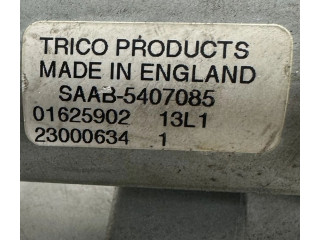 TRICO PRODUCTS
MADE IN ENGLAND
SAAB-5407085
01625902 13L1
23000634 1